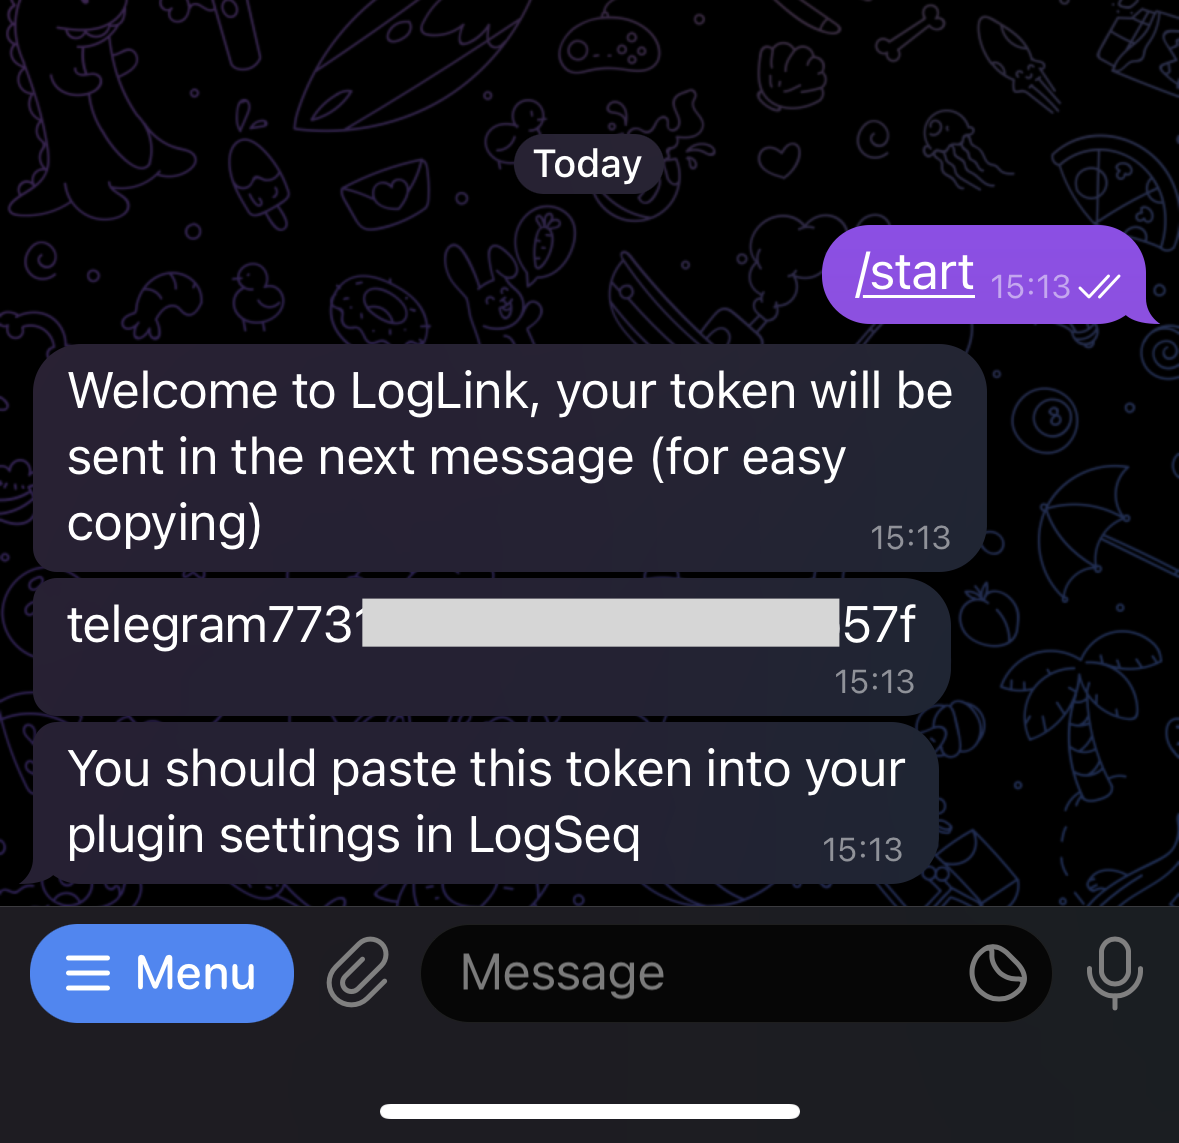 Today
/start 15:13
Welcome to LogLink, your token will be
sent in the next message (for easy
copying)
15:13
telegram773 57f
15:13
You should paste this token into your
plugin settings in LogSeq
15:13
Menu
Message